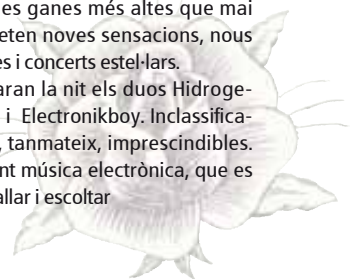 es ganes més altes que mai
eten noves sensacions, nous
es i concerts estel·lars.
aran la nit els duos Hidroge-
i Electronikboy. Inclassifica-
, tanmateix, imprescindibles.
nt música electrònica, que es
allar i escoltar